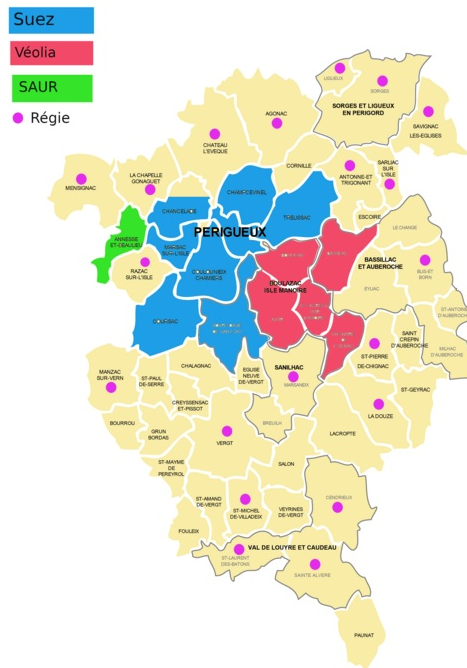 Suez
Véolia
SAUR
Régie
LIGUEUX
SORGES
SORGES ET LIGUEUX
EN PERIGORD
AGONAC
SAVIGNAC
LES-EGLISES
CHATEAU
L'EVEQUE
CORNILLE
ANTONNE-ET
TRIGONANT
SARLIAC
SUR
L'ISLE
MENSIGNAC
LA CHAPELLE
GONAGUET
CHANCELADE
TRELISSAC
ESCOIRE
LE CHANGE
PERIGUEUX
ANNESSE
ET-BEAULIEU
MARSAC
SUR-L'ISLE
BASSILLAC
ET AUBEROCHE
RAZAC
SUR-L'ISLE
COULOUNIEIX
CHAMIERS
BOULAZAC
ISLE MANOIRE
BLIS-ET
BORN
EYLIAC
ST-ANTOINE
D'AUBEROCHE
COURSAC
SAINT
CREPIN
D'AUBEROCHE
MILHAC
D'AUBEROCHE
ST-PIERRE
DE-CHIGNAC
MANZAC
SUR-VERN
ST-PAUL
DE-SERRE
CHALAGNAC
EGLISE
NEUVE
DE-VERGT
SANILHAC
MARSANEIX
ST-GEYRAC
CREYSSENSAC
ET-PISSOT
LA DOUZE
BOURROU
GRUN
BORDAS
VERGT
BREUILH
LACROPTE
ST-MAYME
DE
PEREYROL
SALON
ST-AMAND
DE-VERGT
ST-MICHEL
DE-VILLADEIX
VEYRINES
DE-VERGT
CENDRIEUX
FOULEIX
VAL DE LOUYRE ET CAUDEAU
ST-LAURENT
DES-BATONS
SAINTE ALVERE
PAUNAT